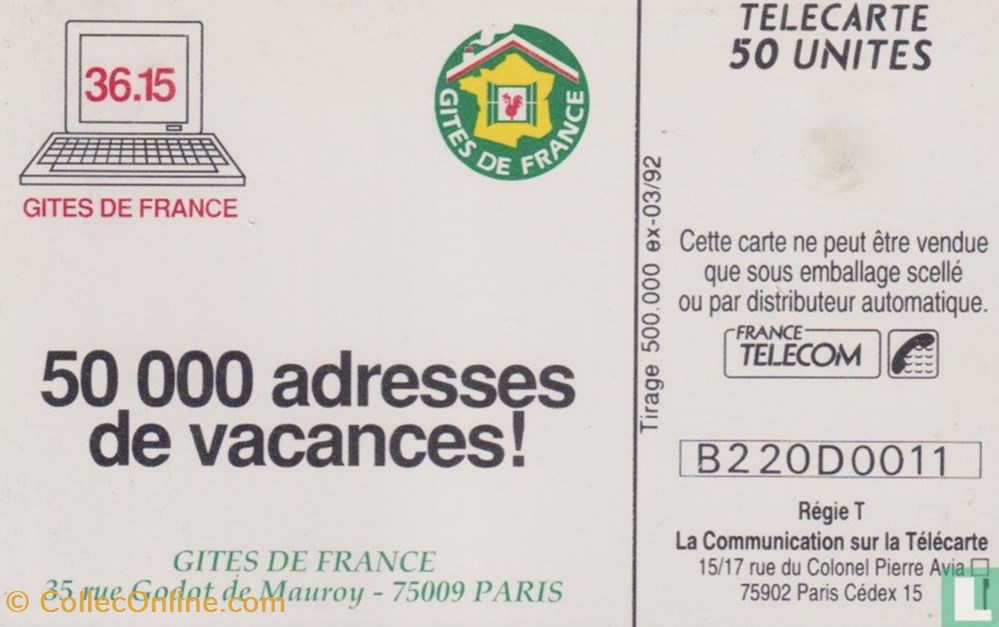 36.15
GITES DE FRANCE
GITES DE FRANCE
50 000 adresses
de vacances!
GITES DE FRANCE
35 rue Godot de Mauroy - 75009 PARIS
© CollecOnline.com
Tirage 500.000 ex-03/92
TELECARTE
50 UNITES
Cette carte ne peut être vendue
que sous emballage scellé
ou par distributeur automatique.
FRANCE
TELECOM
B220D0011
Régie T
La Communication sur la Télécarte
15/17 rue du Colonel Pierre Avia
75902 Paris Cédex 15
L